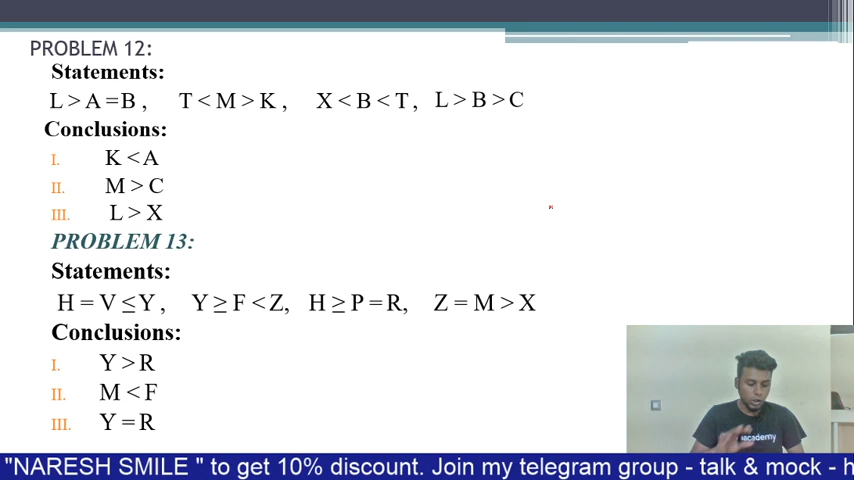 PROBLEM 12:
Statements:
L > A = B , T < M > K , X < B < T , L > B > C
Conclusions:
I. K < A
II. M > C
III. L > X
PROBLEM 13:
Statements:
H = V ≤ Y , Y ≥ F < Z, H ≥ P = R, Z = M > X
Conclusions:
I. Y > R
II. M < F
III. Y = R
academy
"NARESH SMILE " to get 10% discount. Join my telegram group - talk & mock - h